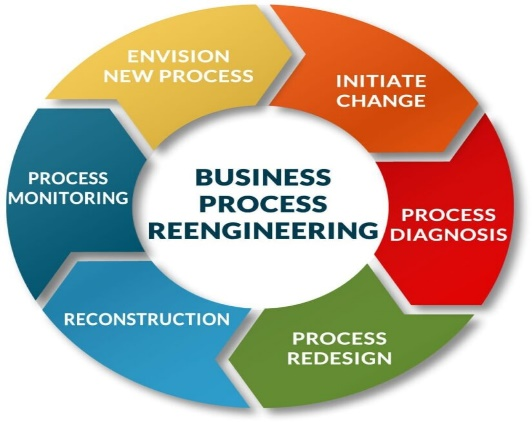 ENVISION
NEW PROCESS
INITIATE
CHANGE
PROCESS
DIAGNOSIS
PROCESS
REDESIGN
RECONSTRUCTION
PROCESS
MONITORING
BUSINESS
PROCESS
REENGINEERING